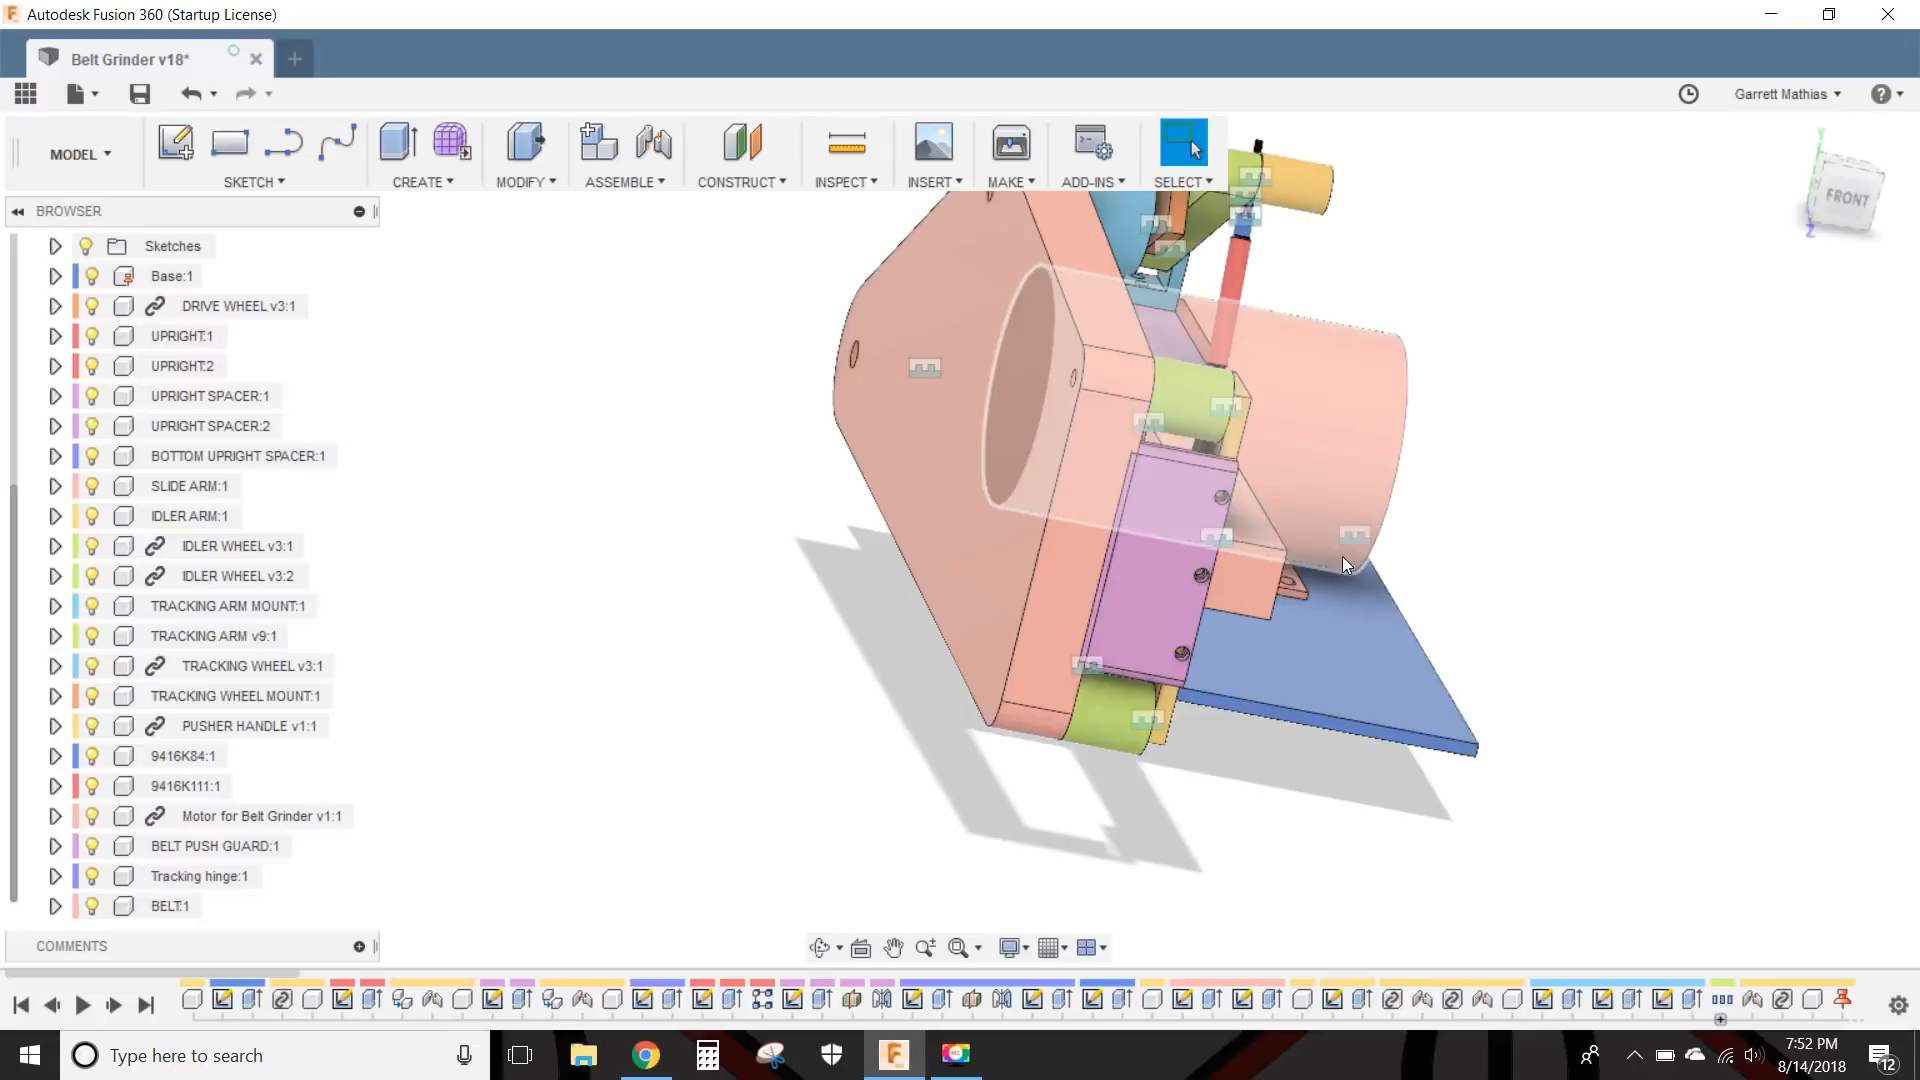 Autodesk Fusion 360 (Startup License)
Belt Grinder v18*
Garrett Mathias
MODEL
SKETCH
CREATE
MODIFY
ASSEMBLE
CONSTRUCT
INSPECT
INSERT
MAKE
ADD-INS
SELECT
Y
FRONT
Z
BROWSER
Sketches
Base:1
DRIVE WHEEL v3:1
UPRIGHT:1
UPRIGHT:2
UPRIGHT SPACER:1
UPRIGHT SPACER:2
BOTTOM UPRIGHT SPACER:1
SLIDE ARM:1
IDLER ARM:1
IDLER WHEEL v3:1
IDLER WHEEL v3:2
TRACKING ARM MOUNT:1
TRACKING ARM v9:1
TRACKING WHEEL v3:1
TRACKING WHEEL MOUNT:1
PUSHER HANDLE v1:1
9416K84:1
9416K111:1
Motor for Belt Grinder v1:1
BELT PUSH GUARD:1
Tracking hinge:1
BELT:1
COMMENTS
Type here to search
7:52 PM
8/14/2018
12